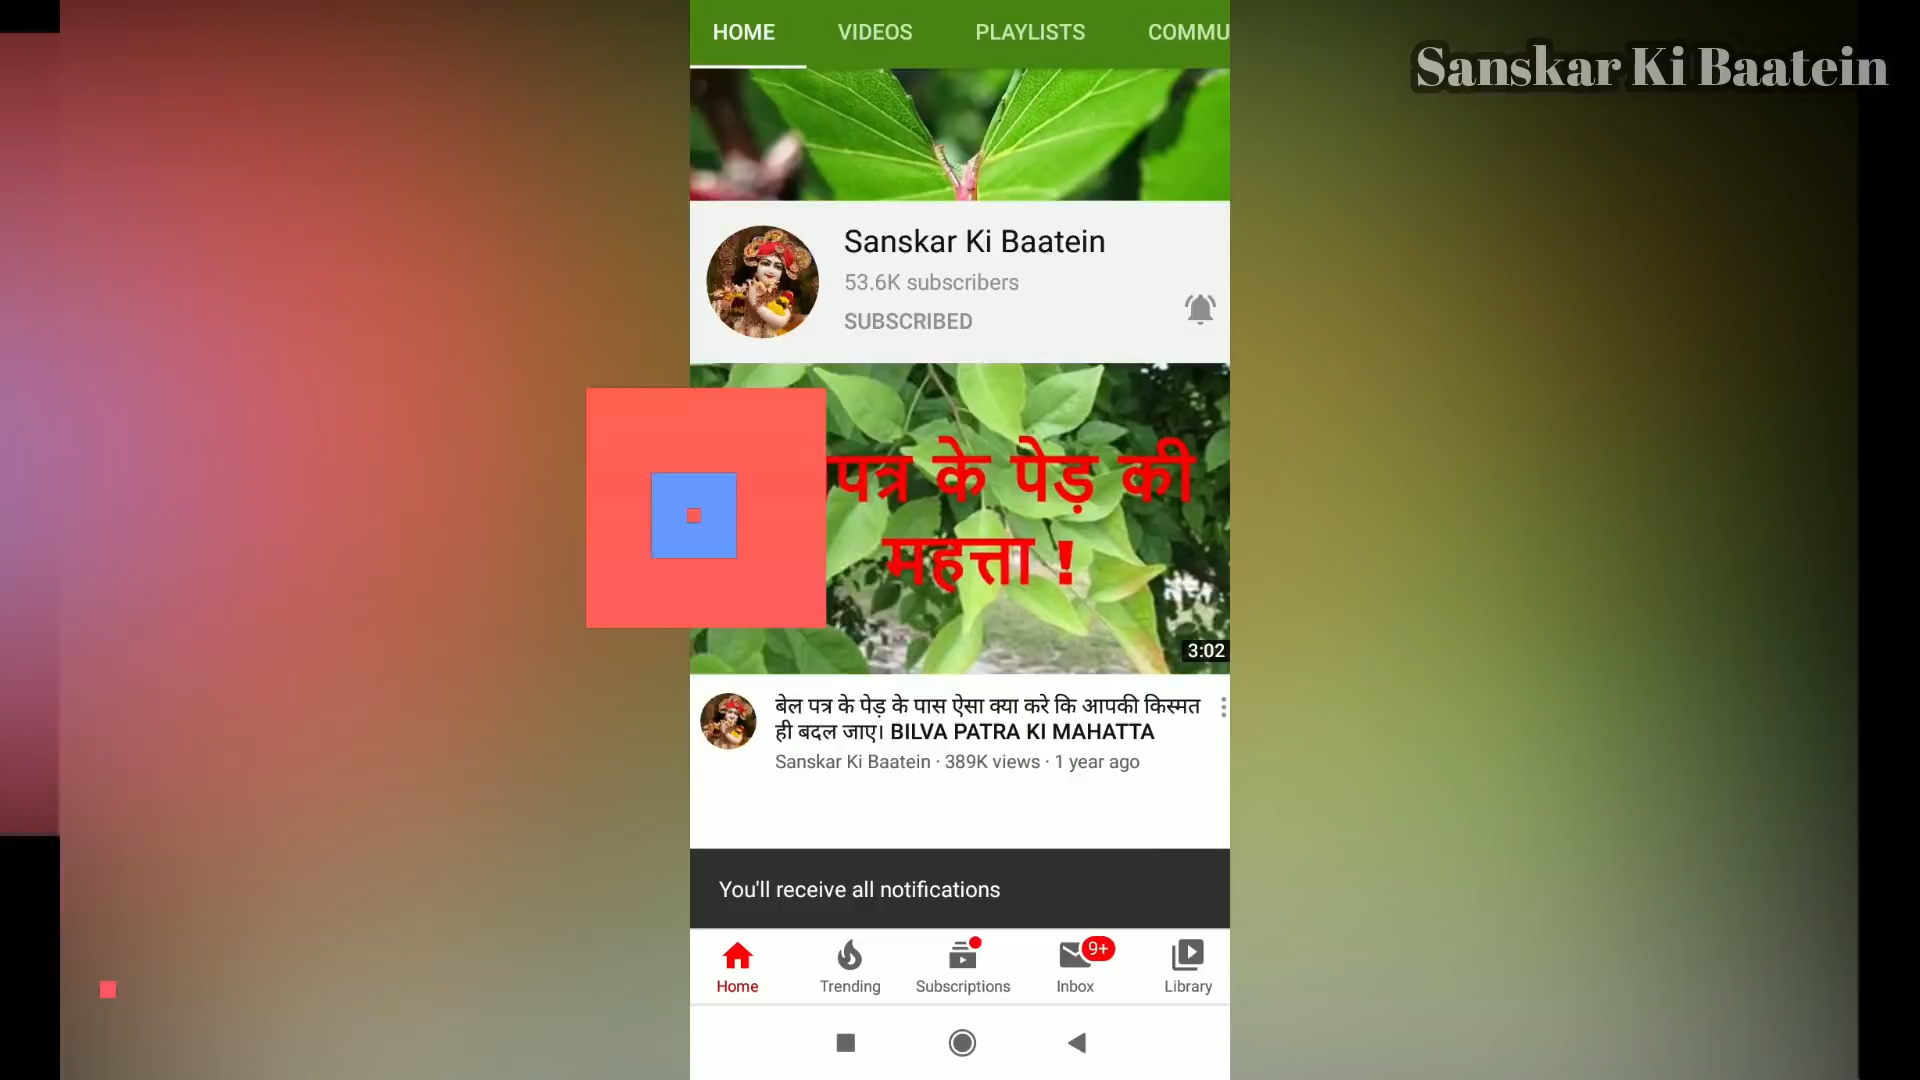 HOME VIDEOS PLAYLISTS COMMU
Sanskar Ki Baatein
Sanskar Ki Baatein
53.6K subscribers
SUBSCRIBED
पत्र के पेड़ की
महत्ता !
3:02
बेल पत्र के पेड़ के पास ऐसा क्या करे कि आपकी किस्मत
ही बदल जाए। BILVA PATRA KI MAHATTA
Sanskar Ki Baatein · 389K views · 1 year ago
You'll receive all notifications
9+
Home Trending Subscriptions Inbox Library